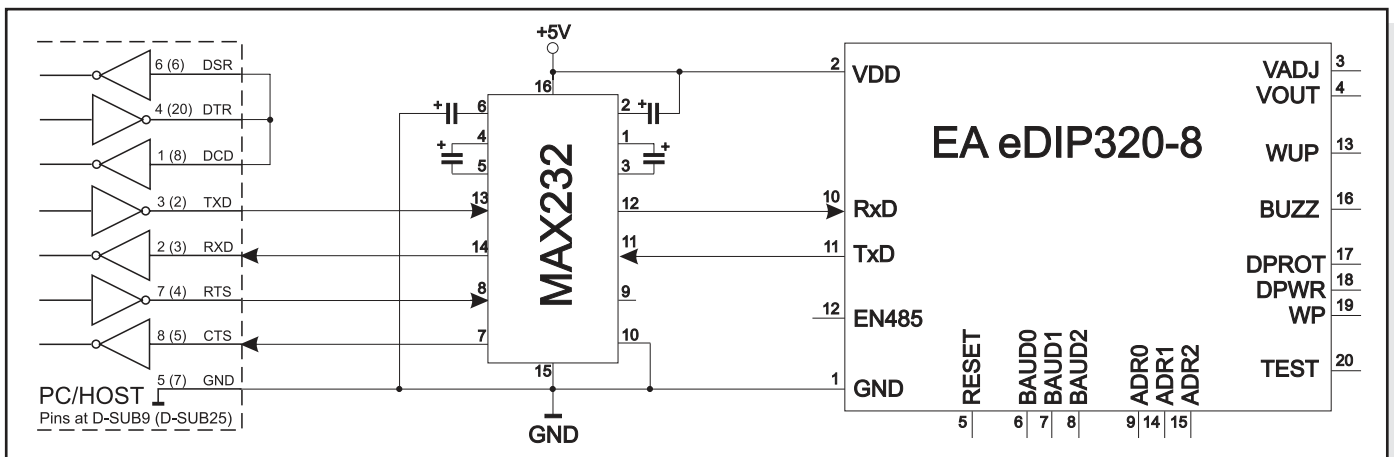 +5V
6 (6) DSR
4 (20) DTR
1 (8) DCD
3 (2) TXD
2 (3) RXD
7 (4) RTS
8 (5) CTS
5 (7) GND
PC/HOST
Pins at D-SUB9 (D-SUB25)
16
+ 6
2 +
+ 4
1 +
5
3
13
12
14
11
8
9
7
10
15
MAX232
GND
EA eDIP320-8
2 VDD
10 RxD
11 TxD
12 EN485
1 GND
RESET
BAUD0
BAUD1
BAUD2
ADR0
ADR1
ADR2
5 6 7 8 9 14 15
VADJ 3
VOUT 4
WUP 13
BUZZ 16
DPROT 17
DPWR 18
WP 19
TEST 20